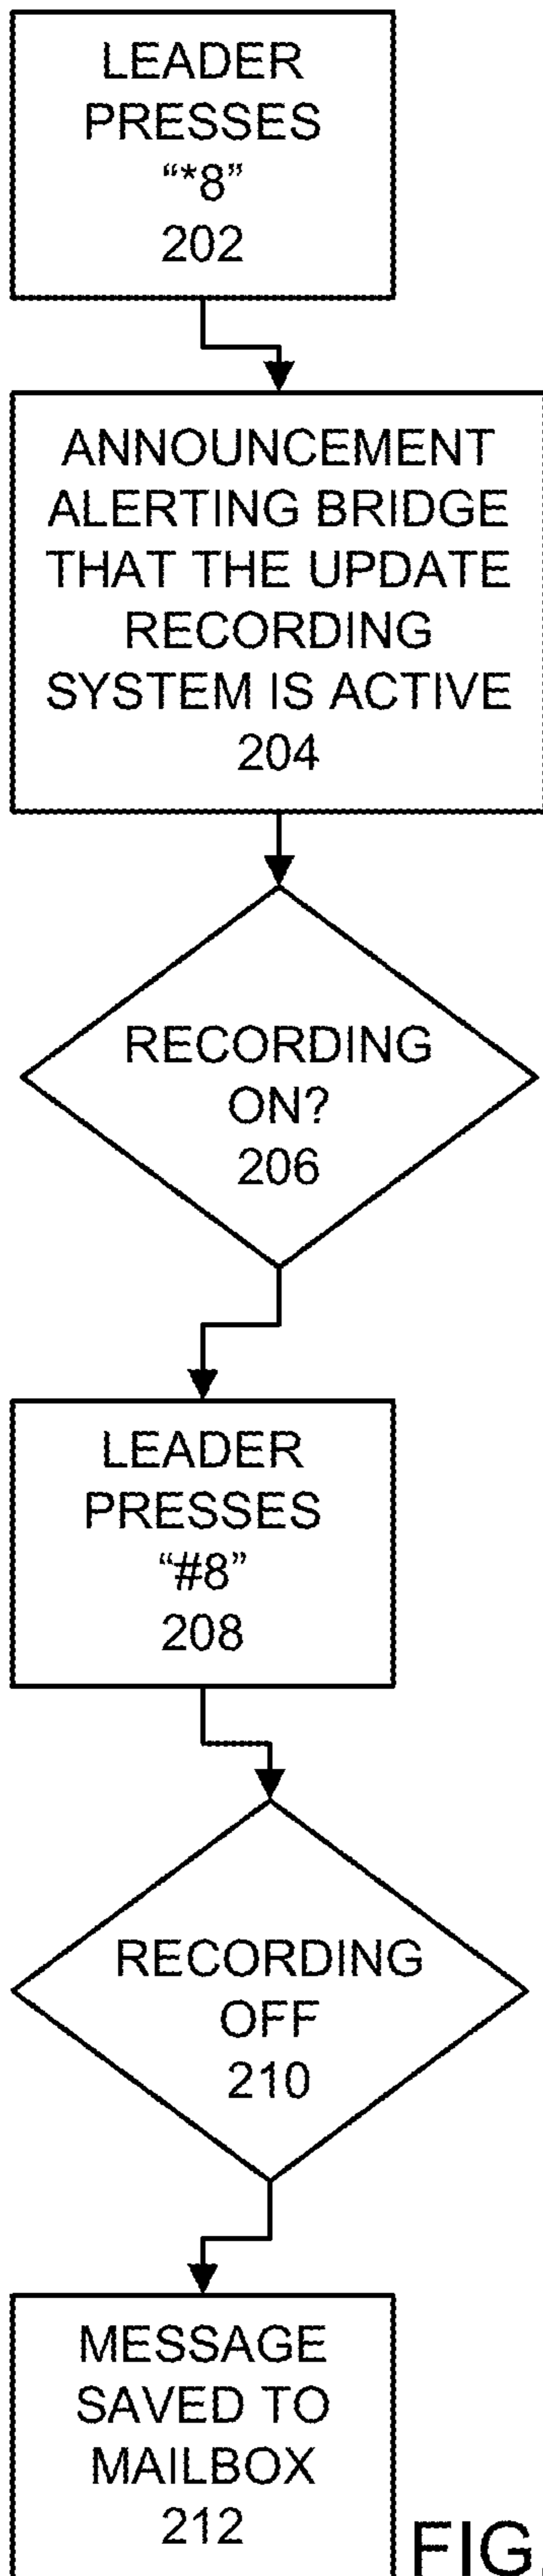 LEADER
PRESSES
“*8”
202
ANNOUNCEMENT
ALERTING BRIDGE
THAT THE UPDATE
RECORDING
SYSTEM IS ACTIVE
204
RECORDING
ON?
206
LEADER
PRESSES
“#8”
208
RECORDING
OFF
210
MESSAGE
SAVED TO
MAILBOX
212
FIG.